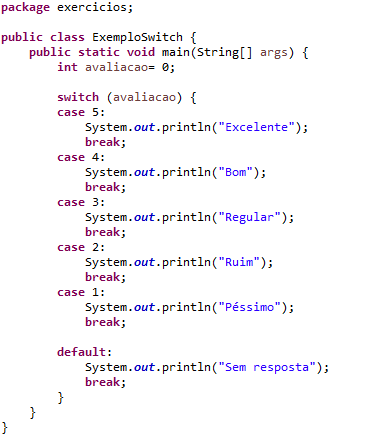 package exercicios;

public class ExemploSwitch {
    public static void main(String[] args) {
        int avaliacao= 0;

        switch (avaliacao) {
        case 5:
            System.out.println("Excelente");
            break;
        case 4:
            System.out.println("Bom");
            break;
        case 3:
            System.out.println("Regular");
            break;
        case 2:
            System.out.println("Ruim");
            break;
        case 1:
            System.out.println("Péssimo");
            break;

        default:
            System.out.println("Sem resposta");
            break;
        }
    }
}